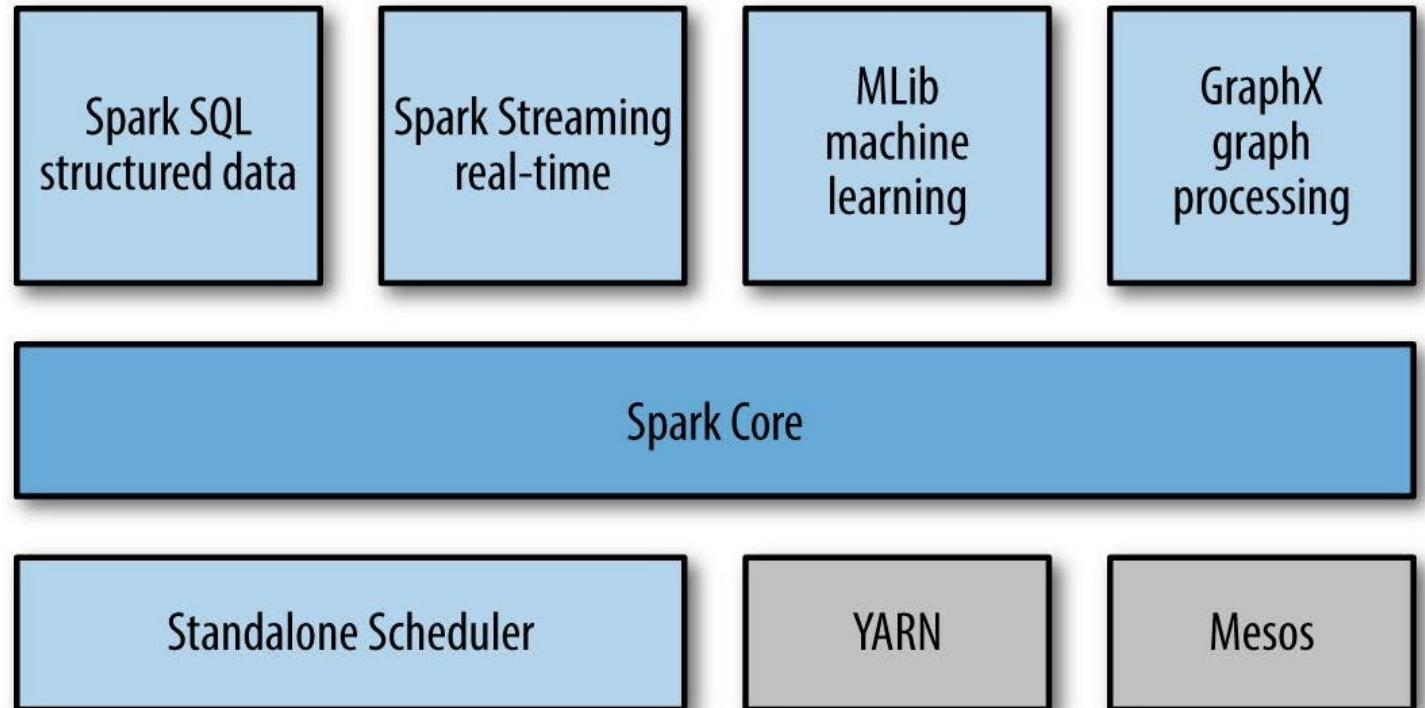 Spark SQL
structured data
Spark Streaming
real-time
MLib
machine
learning
GraphX
graph
processing
Spark Core
Standalone Scheduler
YARN
Mesos